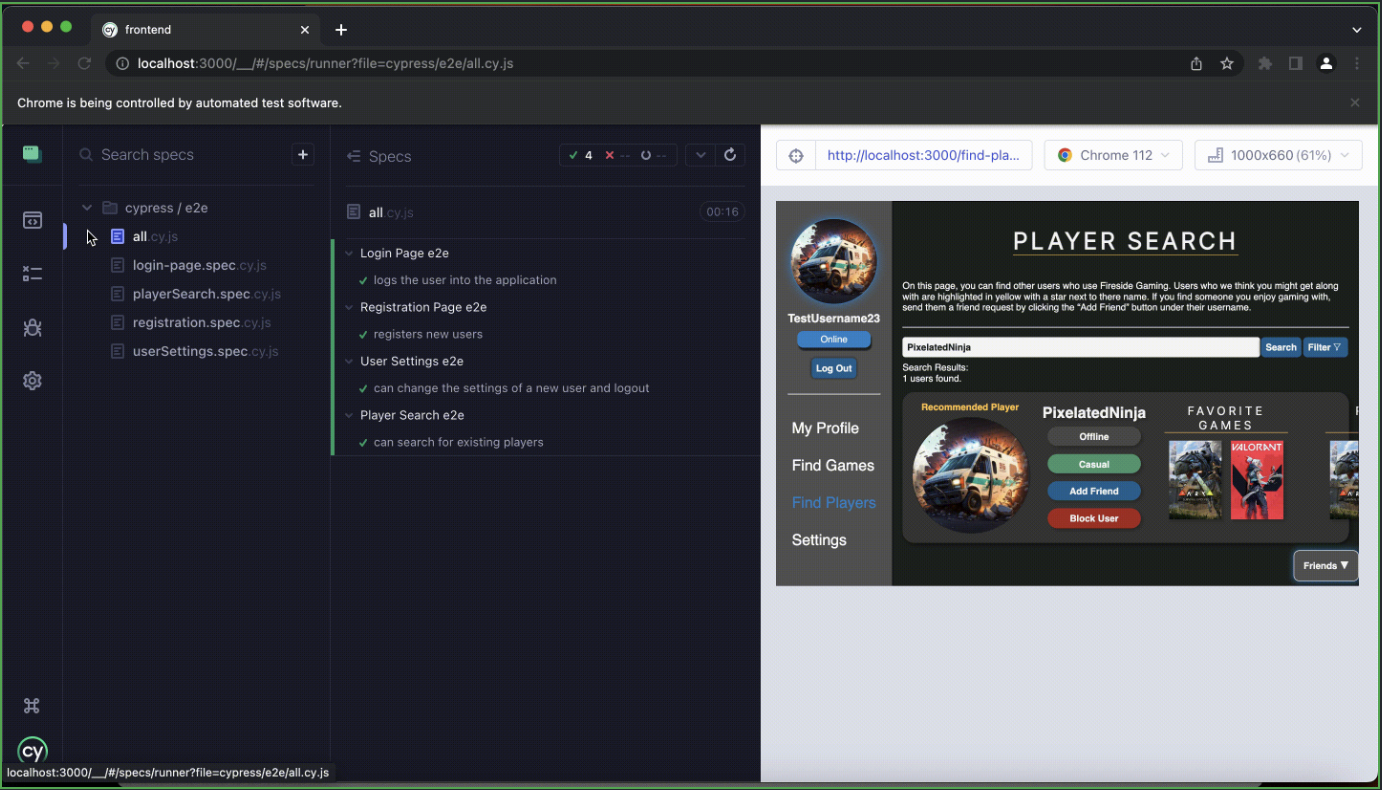 frontend
localhost:3000/__/#/specs/runner?file=cypress/e2e/all.cy.js
Chrome is being controlled by automated test software.
Search specs
cypress / e2e
all.cy.js
login-page.spec.cy.js
playerSearch.spec.cy.js
registration.spec.cy.js
userSettings.spec.cy.js
cy
localhost:3000/__/#/specs/runner?file=cypress/e2e/all.cy.js
Specs
4 -- --
all.cy.js 00:16
Login Page e2e
logs the user into the application
Registration Page e2e
registers new users
User Settings e2e
can change the settings of a new user and logout
Player Search e2e
can search for existing players
http://localhost:3000/find-pla... Chrome 112 1000x660 (61%)
TestUsername23
Online
Log Out
My Profile
Find Games
Find Players
Settings
PLAYER SEARCH
On this page, you can find other users who use Fireside Gaming. Users who we think you might get along
with are highlighted in yellow with a star next to there name. If you find someone you enjoy gaming with,
send them a friend request by clicking the "Add Friend" button under their username.
PixelatedNinja Search Filter
Search Results:
1 users found.
Recommended Player
PixelatedNinja
Offline
Casual
Add Friend
Block User
FAVORITE
GAMES
VALORANT
Friends ▼